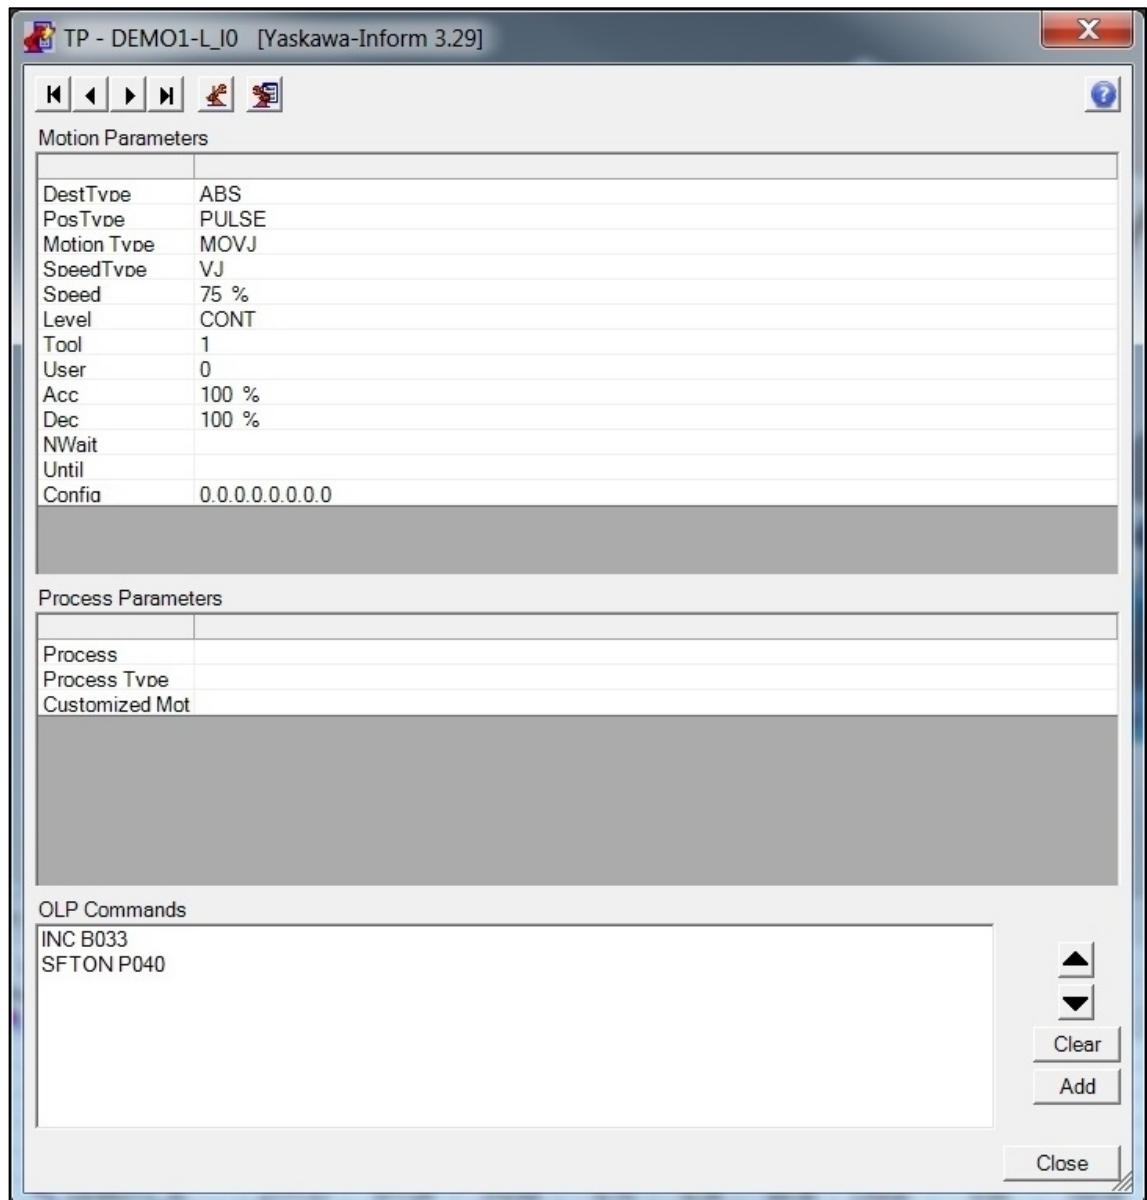 TP - DEMO1-L_I0 [Yaskawa-Inform 3.29]
Motion Parameters
DestType ABS
PosType PULSE
Motion Type MOVJ
SpeedType VJ
Speed 75 %
Level CONT
Tool 1
User 0
Acc 100 %
Dec 100 %
NWait
Until
Config 0.0.0.0.0.0.0.0
Process Parameters
Process
Process Type
Customized Mot
OLP Commands
INC B033
SFTON P040
Clear
Add
Close